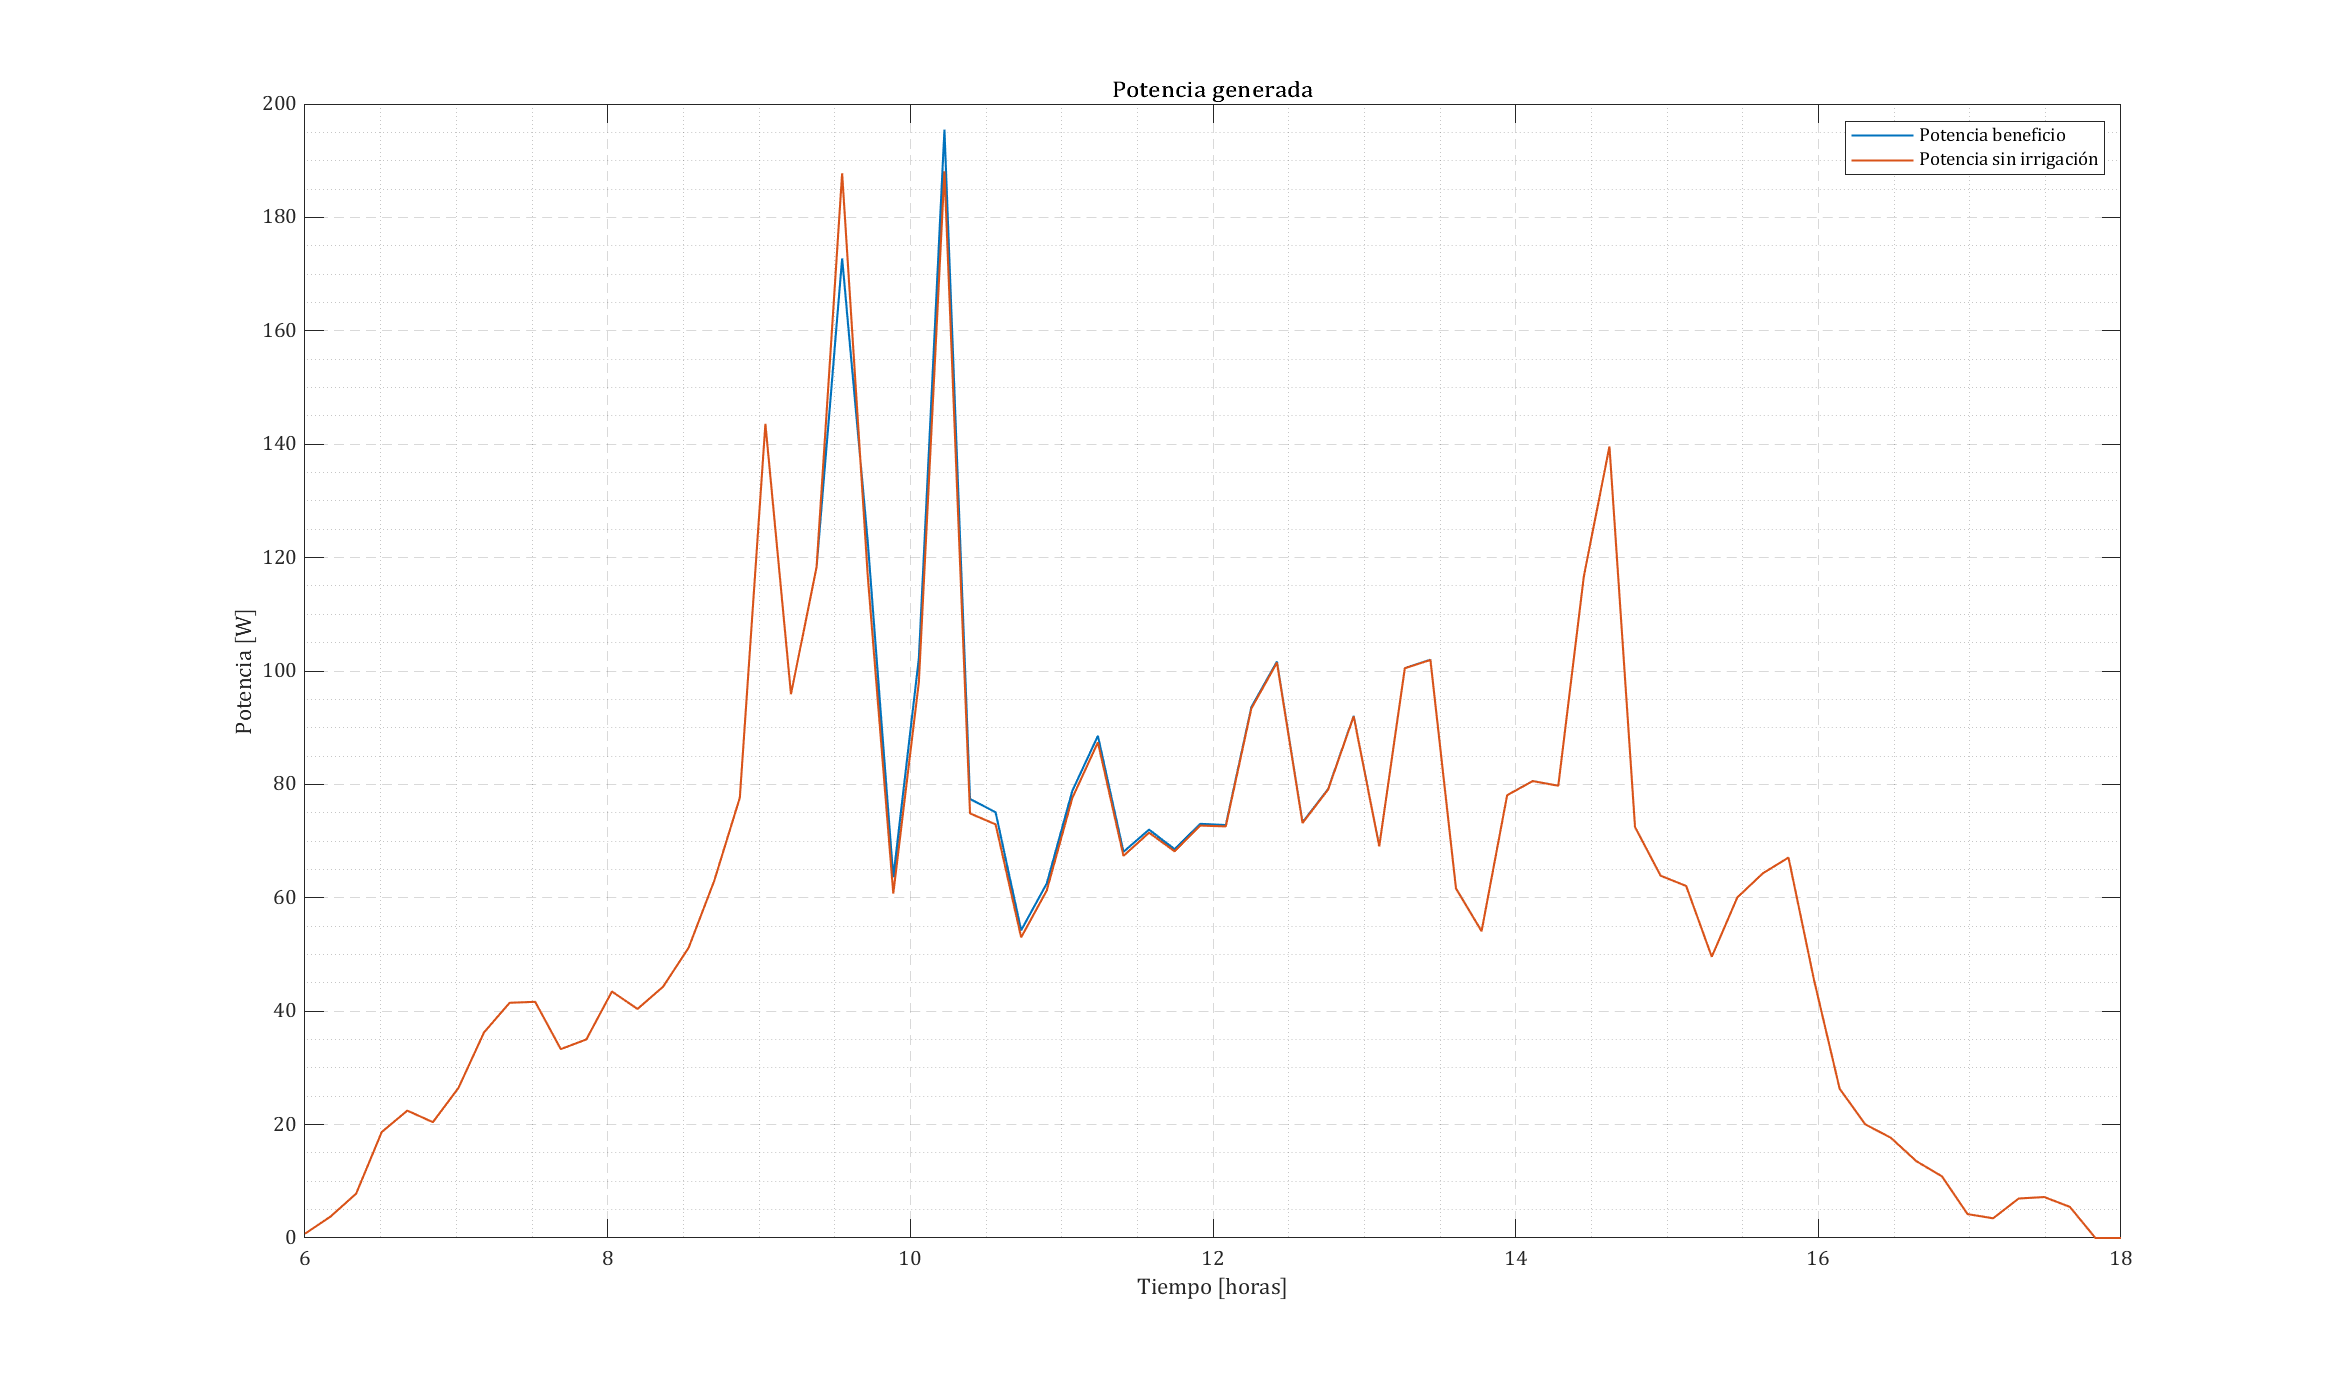 Potencia generada
Potencia beneficio
Potencia sin irrigación
200
180
160
140
120
100
80
60
40
20
0
Potencia [W]
6 8 10 12 14 16 18
Tiempo [horas]